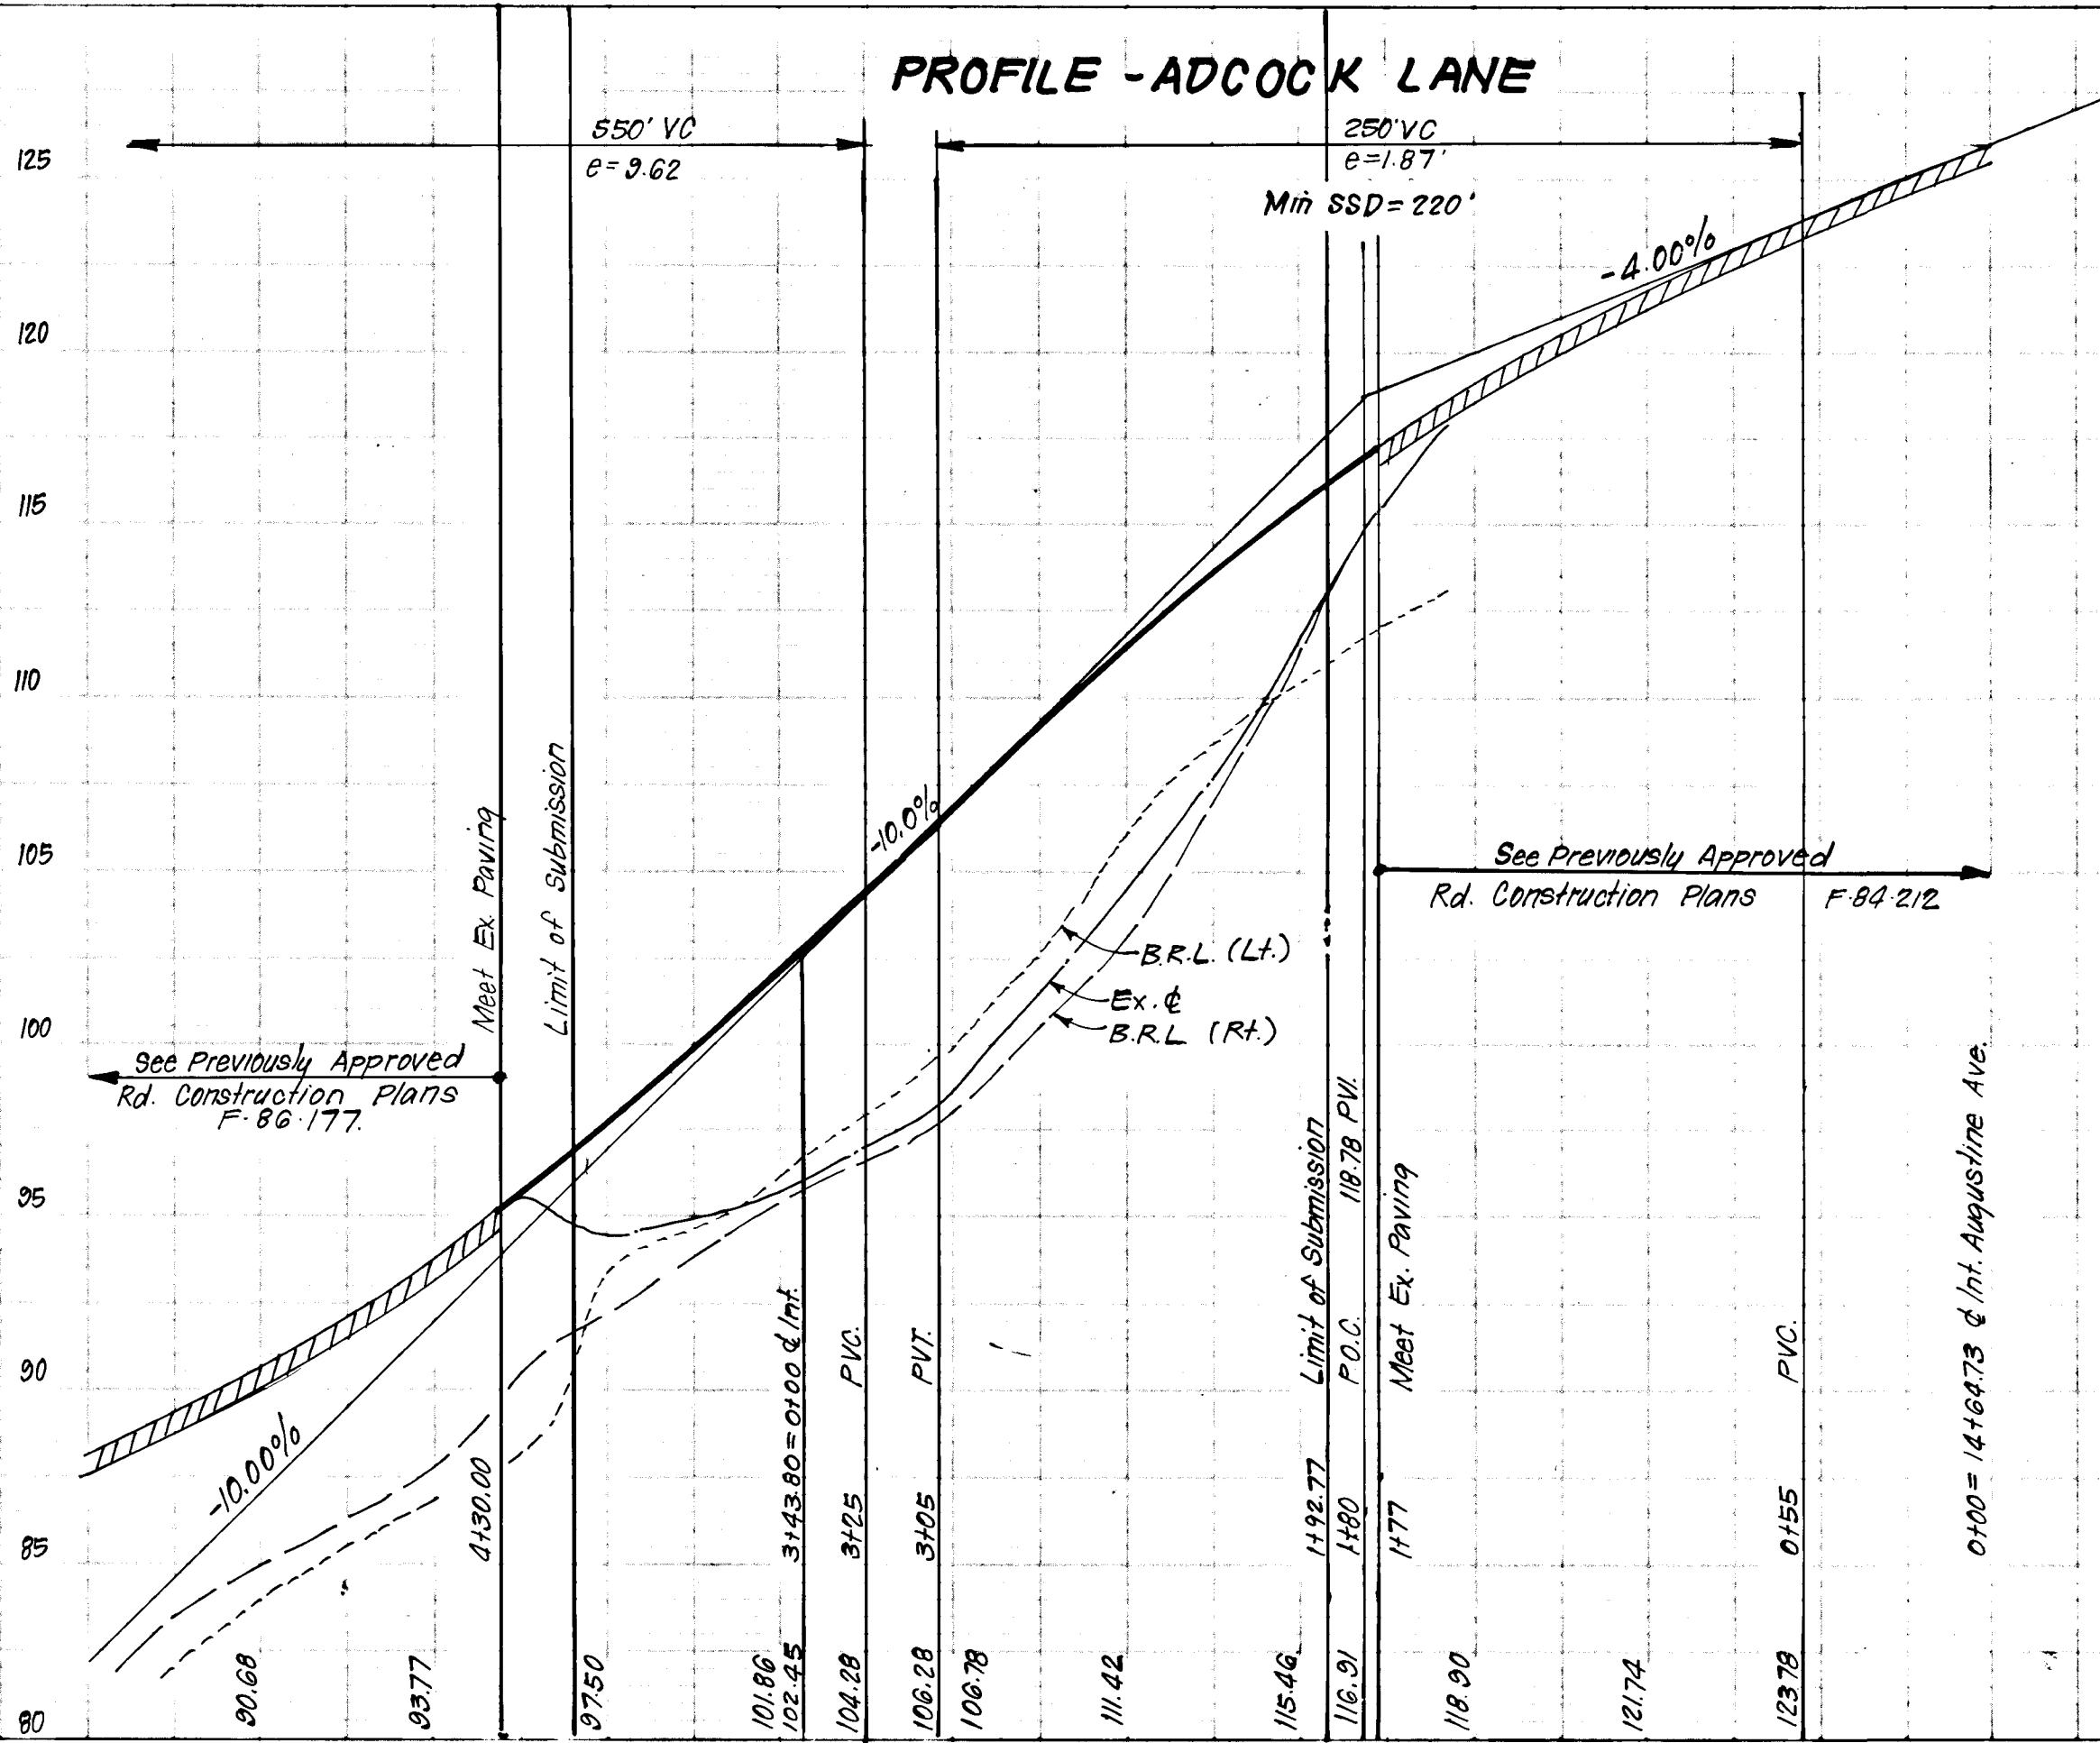 PROFILE - ADCOCK LANE
550' VC
e = 9.62
250' VC
e=1.87'
Min SSD = 220'
-4.00%
125
120
115
110
105
100
95
90
85
80
-10.0%
-10.00%
Meet Ex. Paving
Limit of Submission
See Previously Approved
Rd. Construction Plans
F-86-177.
See Previously Approved
Rd. Construction Plans F-84-212
B.R.L. (Lt.)
Ex. ℄
B.R.L (Rt.)
4+30.00
3+43.80=0+00 ℄ Int.
3+25 PVC.
3+05 PVT.
1+92.77 Limit of Submission
1+80 P.O.C. 118.78 PVI.
1+77 Meet Ex. Paving
0+55 PVC.
0+00 = 14+64.73 ℄ Int. Augustine Ave.
90.68
93.77
97.50
101.86
102.45
104.28
106.28
106.78
111.42
115.46
116.91
118.90
121.74
123.78